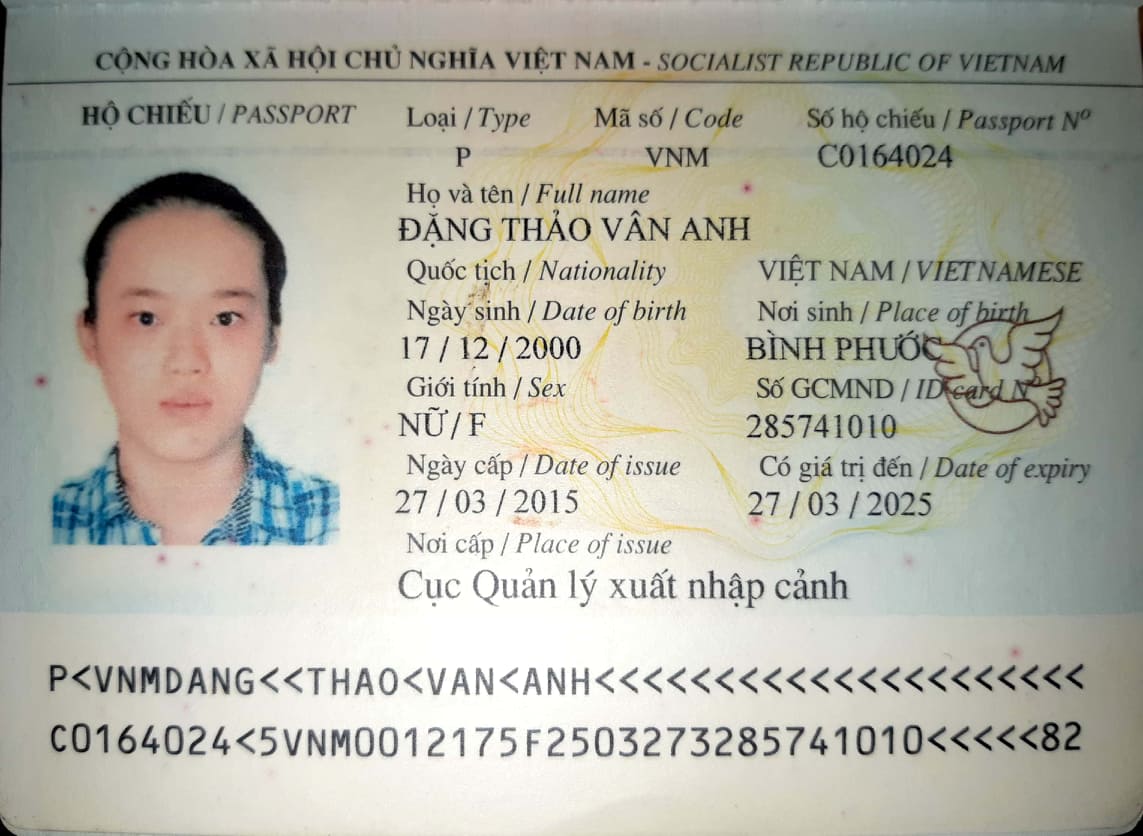 CỘNG HÒA XÃ HỘI CHỦ NGHĨA VIỆT NAM - SOCIALIST REPUBLIC OF VIETNAM
HỘ CHIẾU / PASSPORT Loại / Type Mã số / Code Số hộ chiếu / Passport Nº
P VNM C0164024
Họ và tên / Full name
ĐẶNG THẢO VÂN ANH
Quốc tịch / Nationality VIỆT NAM / VIETNAMESE
Ngày sinh / Date of birth Nơi sinh / Place of birth
17 / 12 / 2000 BÌNH PHƯỚC
Giới tính / Sex Số GCMND / ID card Nº
NỮ / F 285741010
Ngày cấp / Date of issue Có giá trị đến / Date of expiry
27 / 03 / 2015 27 / 03 / 2025
Nơi cấp / Place of issue
Cục Quản lý xuất nhập cảnh
P<VNMDANG<<THAO<VAN<ANH<<<<<<<<<<<<<<<<<<<<<
C0164024<5VNM0012175F2503273285741010<<<<<82